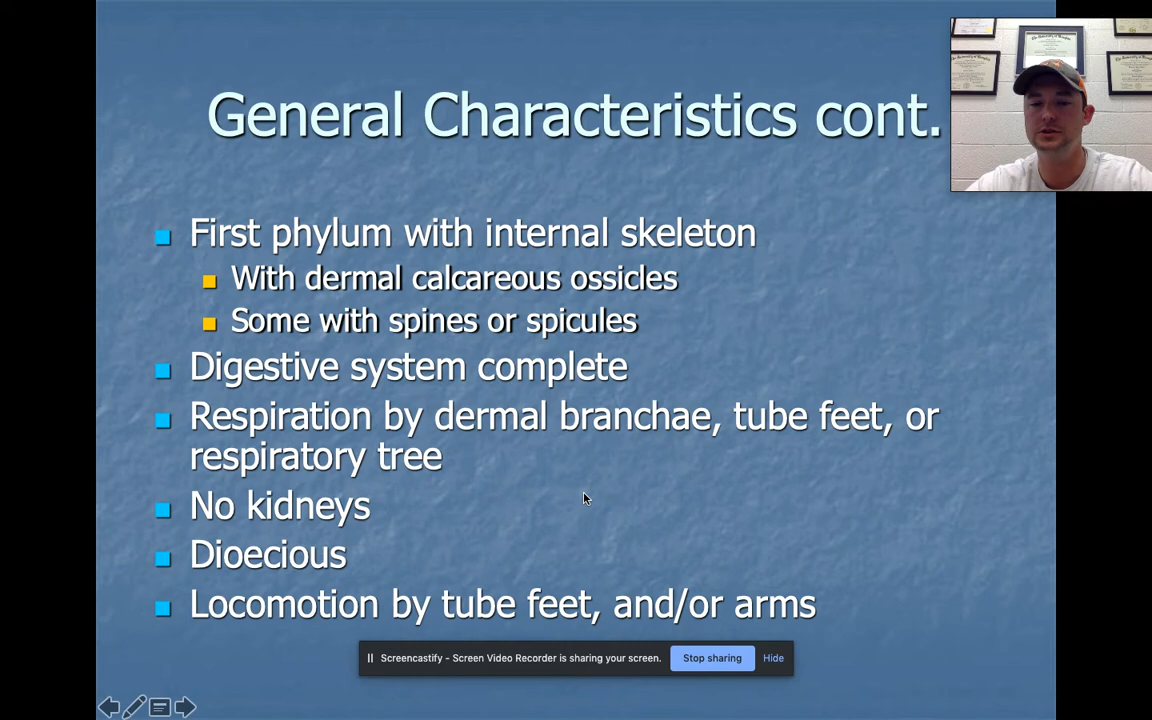 General Characteristics cont.
First phylum with internal skeleton
With dermal calcareous ossicles
Some with spines or spicules
Digestive system complete
Respiration by dermal branchae, tube feet, or
respiratory tree
No kidneys
Dioecious
Locomotion by tube feet, and/or arms
Screencastify - Screen Video Recorder is sharing your screen.
Stop sharing
Hide